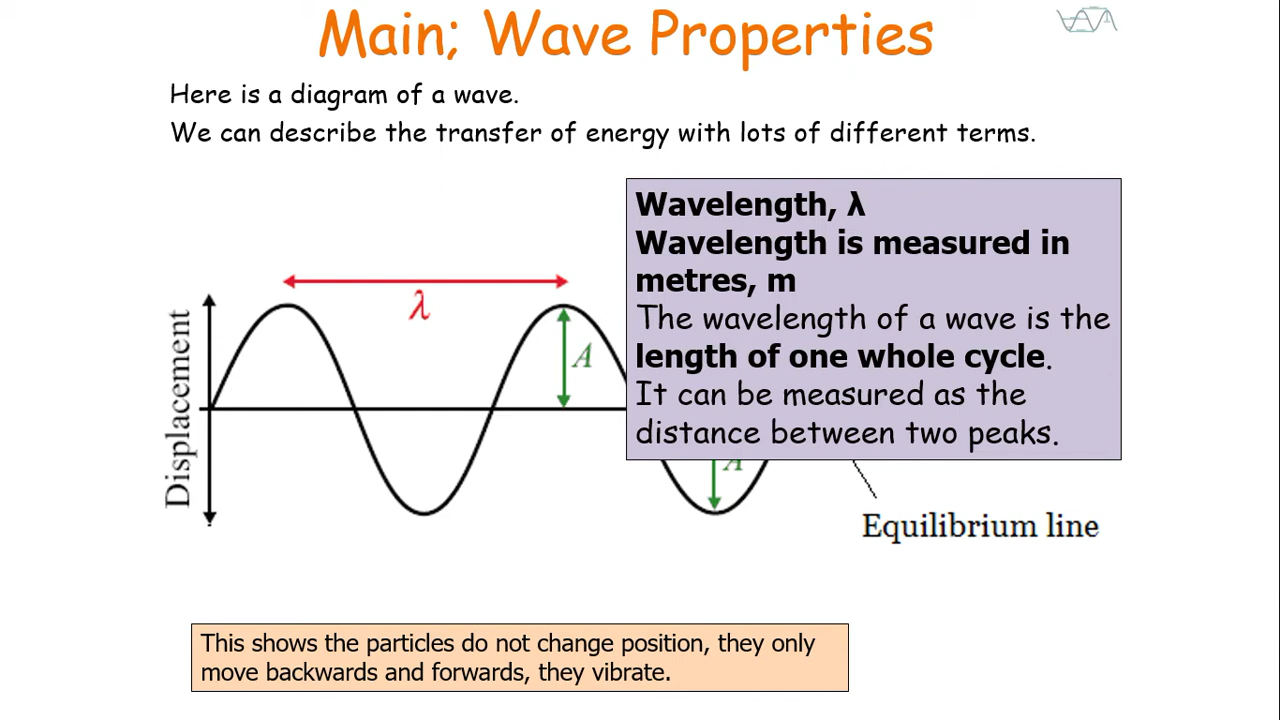 Main; Wave Properties
Here is a diagram of a wave.
We can describe the transfer of energy with lots of different terms.
Wavelength, λ
Wavelength is measured in
metres, m
The wavelength of a wave is the
length of one whole cycle.
It can be measured as the
distance between two peaks.
λ
A
Displacement
A
Equilibrium line
This shows the particles do not change position, they only
move backwards and forwards, they vibrate.